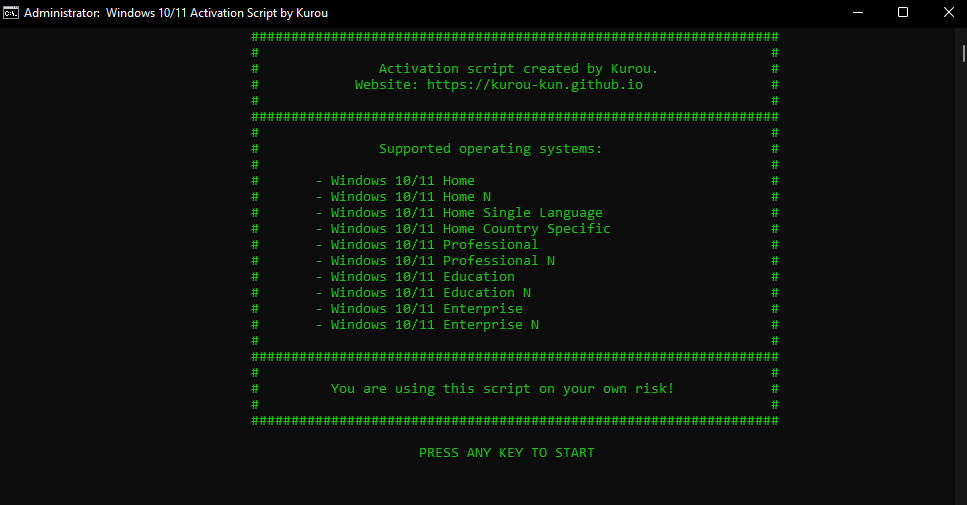 Administrator:  Windows 10/11 Activation Script by Kurou
##################################################################
#                                                                #
#               Activation script created by Kurou.              #
#            Website: https://kurou-kun.github.io                #
#                                                                #
##################################################################
#                                                                #
#               Supported operating systems:                     #
#                                                                #
#       - Windows 10/11 Home                                     #
#       - Windows 10/11 Home N                                   #
#       - Windows 10/11 Home Single Language                     #
#       - Windows 10/11 Home Country Specific                    #
#       - Windows 10/11 Professional                             #
#       - Windows 10/11 Professional N                           #
#       - Windows 10/11 Education                                #
#       - Windows 10/11 Education N                              #
#       - Windows 10/11 Enterprise                               #
#       - Windows 10/11 Enterprise N                             #
#                                                                #
##################################################################
#                                                                #
#         You are using this script on your own risk!            #
#                                                                #
##################################################################
PRESS ANY KEY TO START